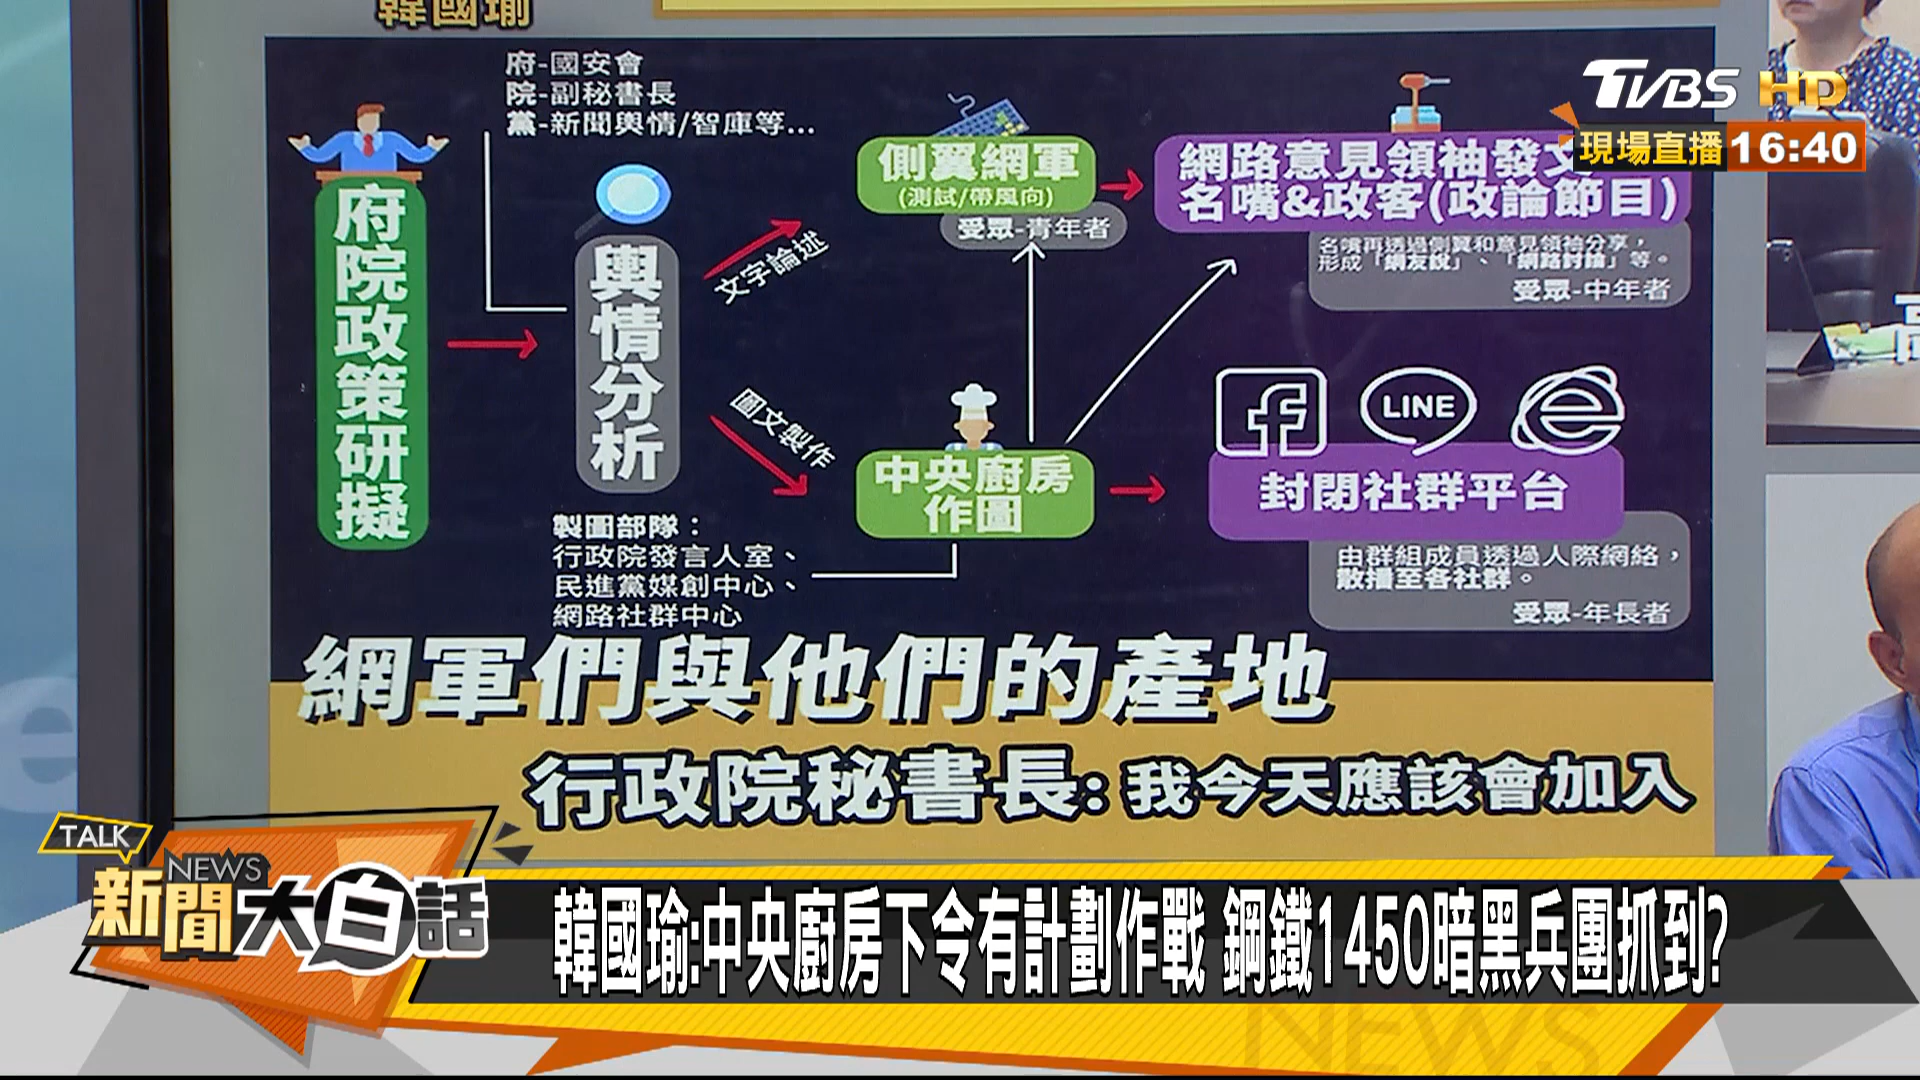 韓國瑜
府-國安會
院-副秘書長
黨-新聞輿情/智庫等...
府院政策研擬
輿情分析
文字論述
圖文製作
側翼網軍
(測試/帶風向)
受眾-青年者
網路意見領袖發文
名嘴&政客(政論節目)
名嘴再透過側翼和意見領袖分享，
形成「網友說」、「網路討論」等。
受眾-中年者
中央廚房
作圖
LINE
封閉社群平台
由群組成員透過人際網絡，
散播至各社群。
受眾-年長者
製圖部隊：
行政院發言人室、
民進黨媒創中心、
網路社群中心
網軍們與他們的產地
行政院秘書長:我今天應該會加入
TVBS HD
現場直播 16:40
TALK
NEWS
新聞大白話
韓國瑜:中央廚房下令有計劃作戰 鋼鐵1450暗黑兵團抓到?
NEWS